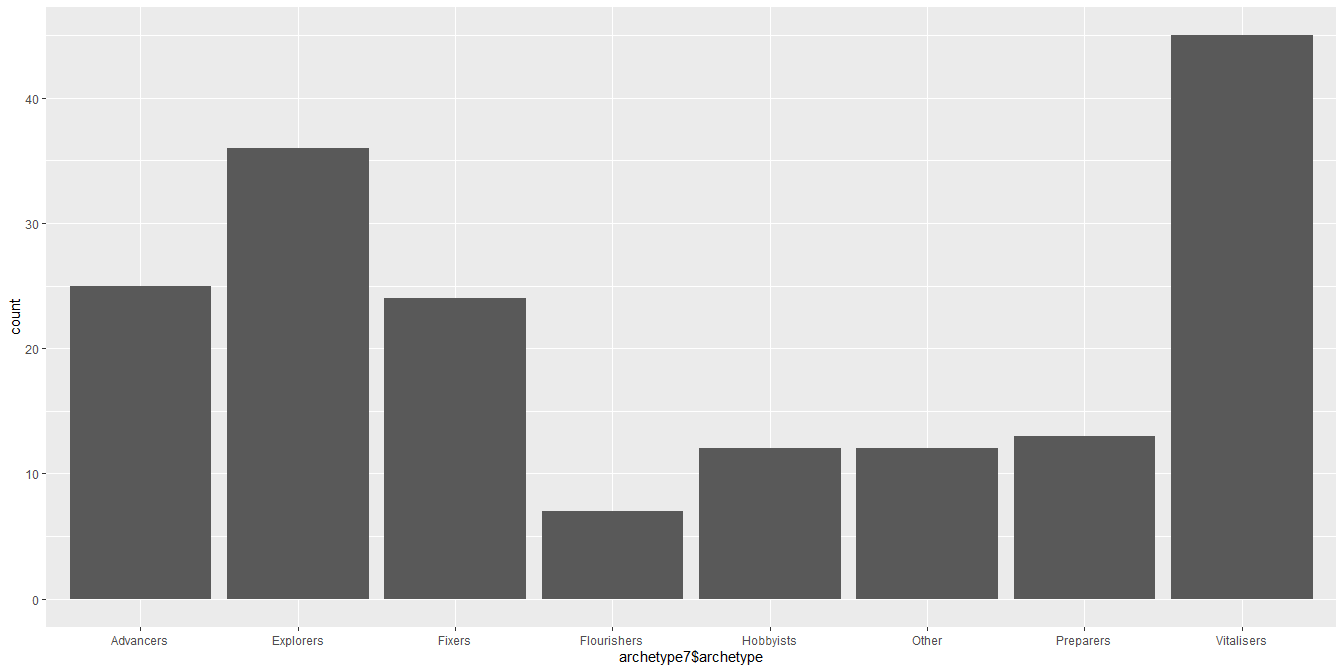 count
40
30
20
10
0
Advancers Explorers Fixers Flourishers Hobbyists Other Preparers Vitalisers
archetype7$archetype